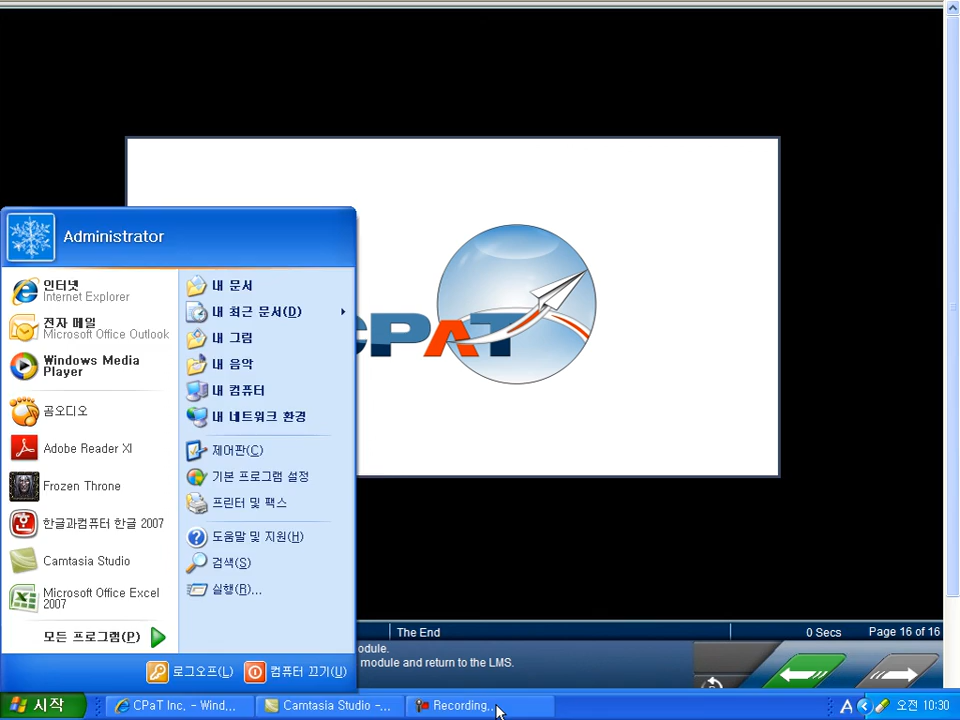 CPAT
Administrator
인터넷
Internet Explorer
전자 메일
Microsoft Office Outlook
Windows Media
Player
곰오디오
Adobe Reader XI
Frozen Throne
한글과컴퓨터 한글 2007
Camtasia Studio
Microsoft Office Excel
2007
모든 프로그램(P)
내 문서
내 최근 문서(D)
내 그림
내 음악
내 컴퓨터
내 네트워크 환경
제어판(C)
기본 프로그램 설정
프린터 및 팩스
도움말 및 지원(H)
검색(S)
실행(R)...
로그오프(L)
컴퓨터 끄기(U)
The End
0 Secs
Page 16 of 16
odule.
module and return to the LMS.
시작
CPaT Inc. - Wind...
Camtasia Studio -...
Recording...
A
오전 10:30